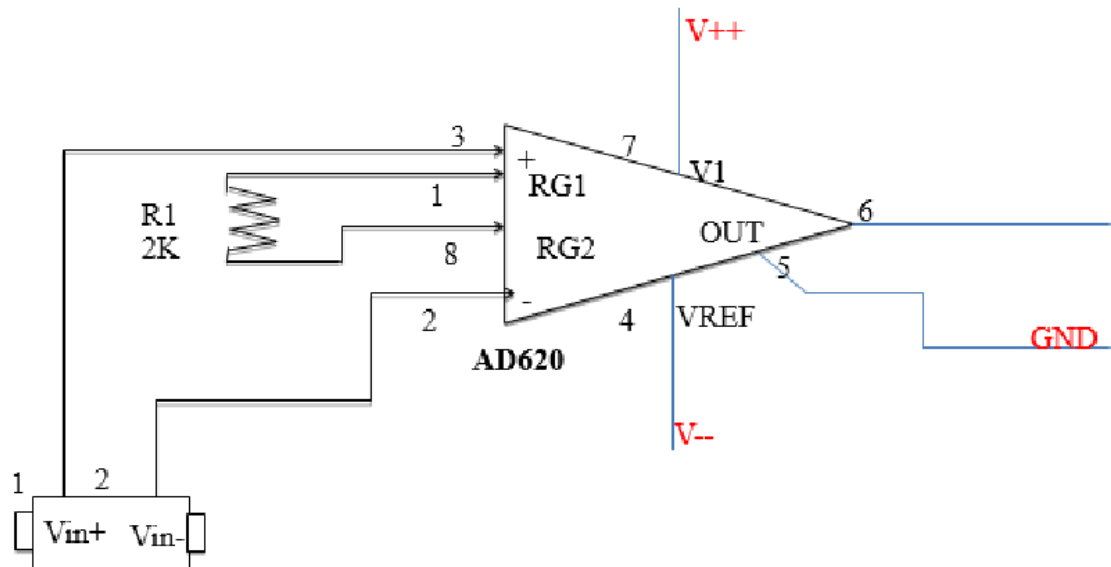 V++
3
7
+
V1
RG1
R1
1
6
2K
OUT
RG2
8
5
-
2
4
VREF
GND
AD620
V--
1
2
Vin+
Vin-